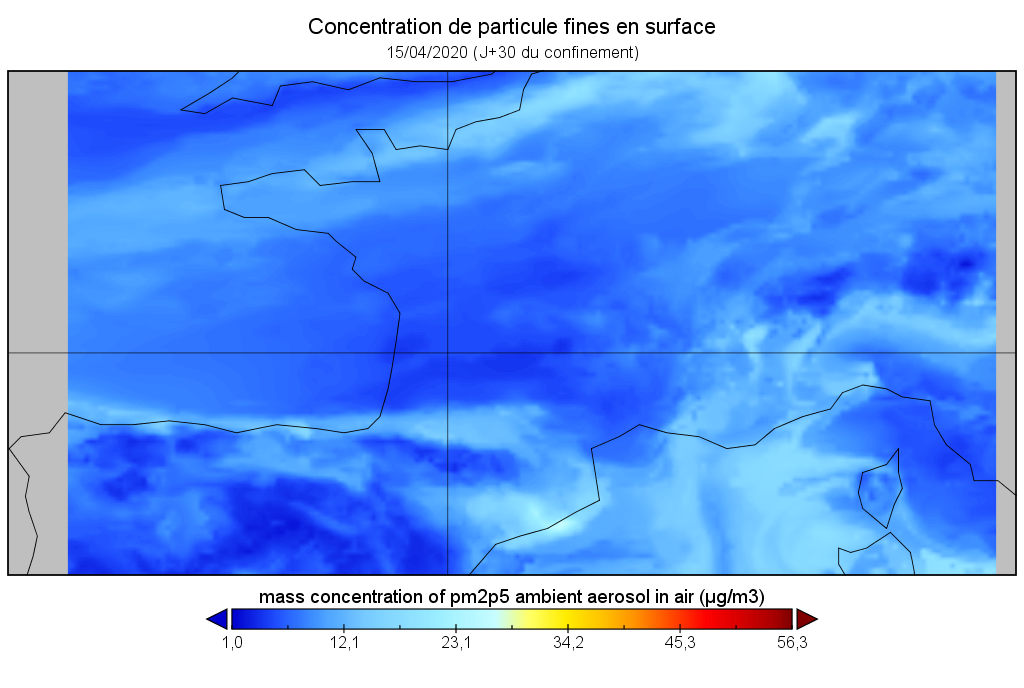 Concentration de particule fines en surface
15/04/2020 (J+30 du confinement)
mass concentration of pm2p5 ambient aerosol in air (µg/m3)
1,0 12,1 23,1 34,2 45,3 56,3